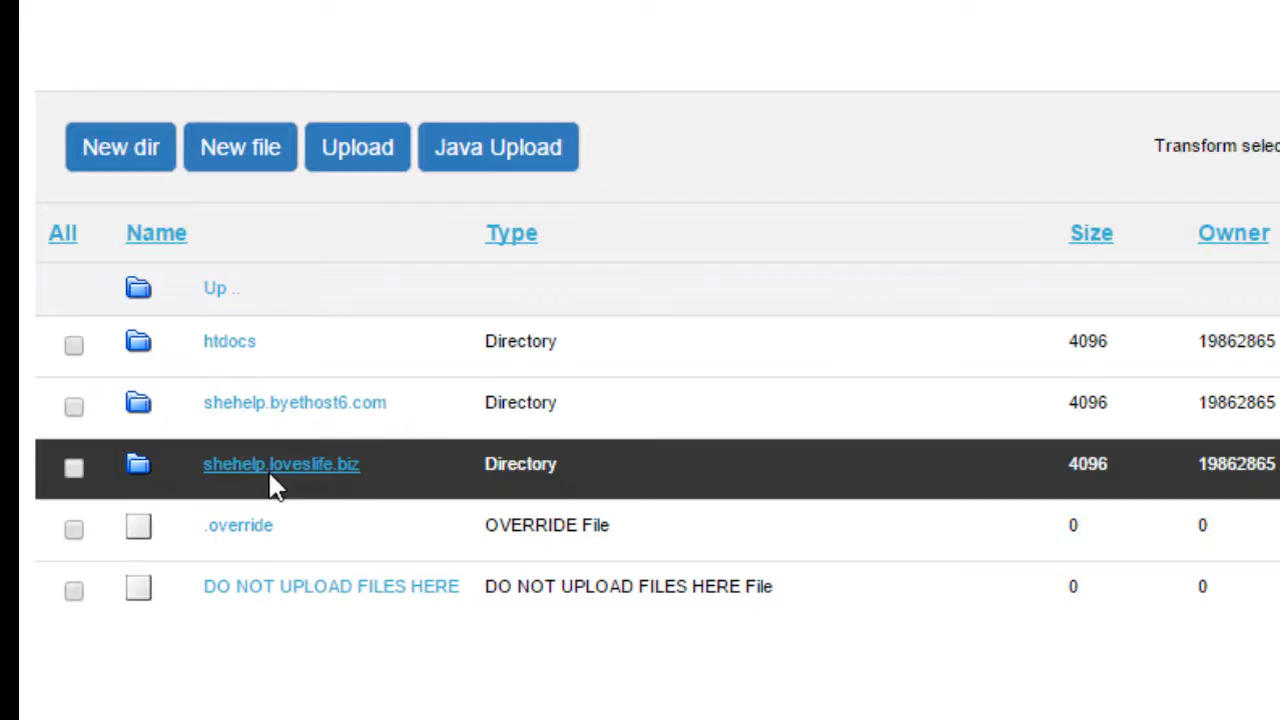 New dir New file Upload Java Upload Transform selec
All Name Type Size Owner
Up ..
htdocs Directory 4096 19862865
shehelp.byethost6.com Directory 4096 19862865
shehelp.loveslife.biz Directory 4096 19862865
.override OVERRIDE File 0 0
DO NOT UPLOAD FILES HERE DO NOT UPLOAD FILES HERE File 0 0